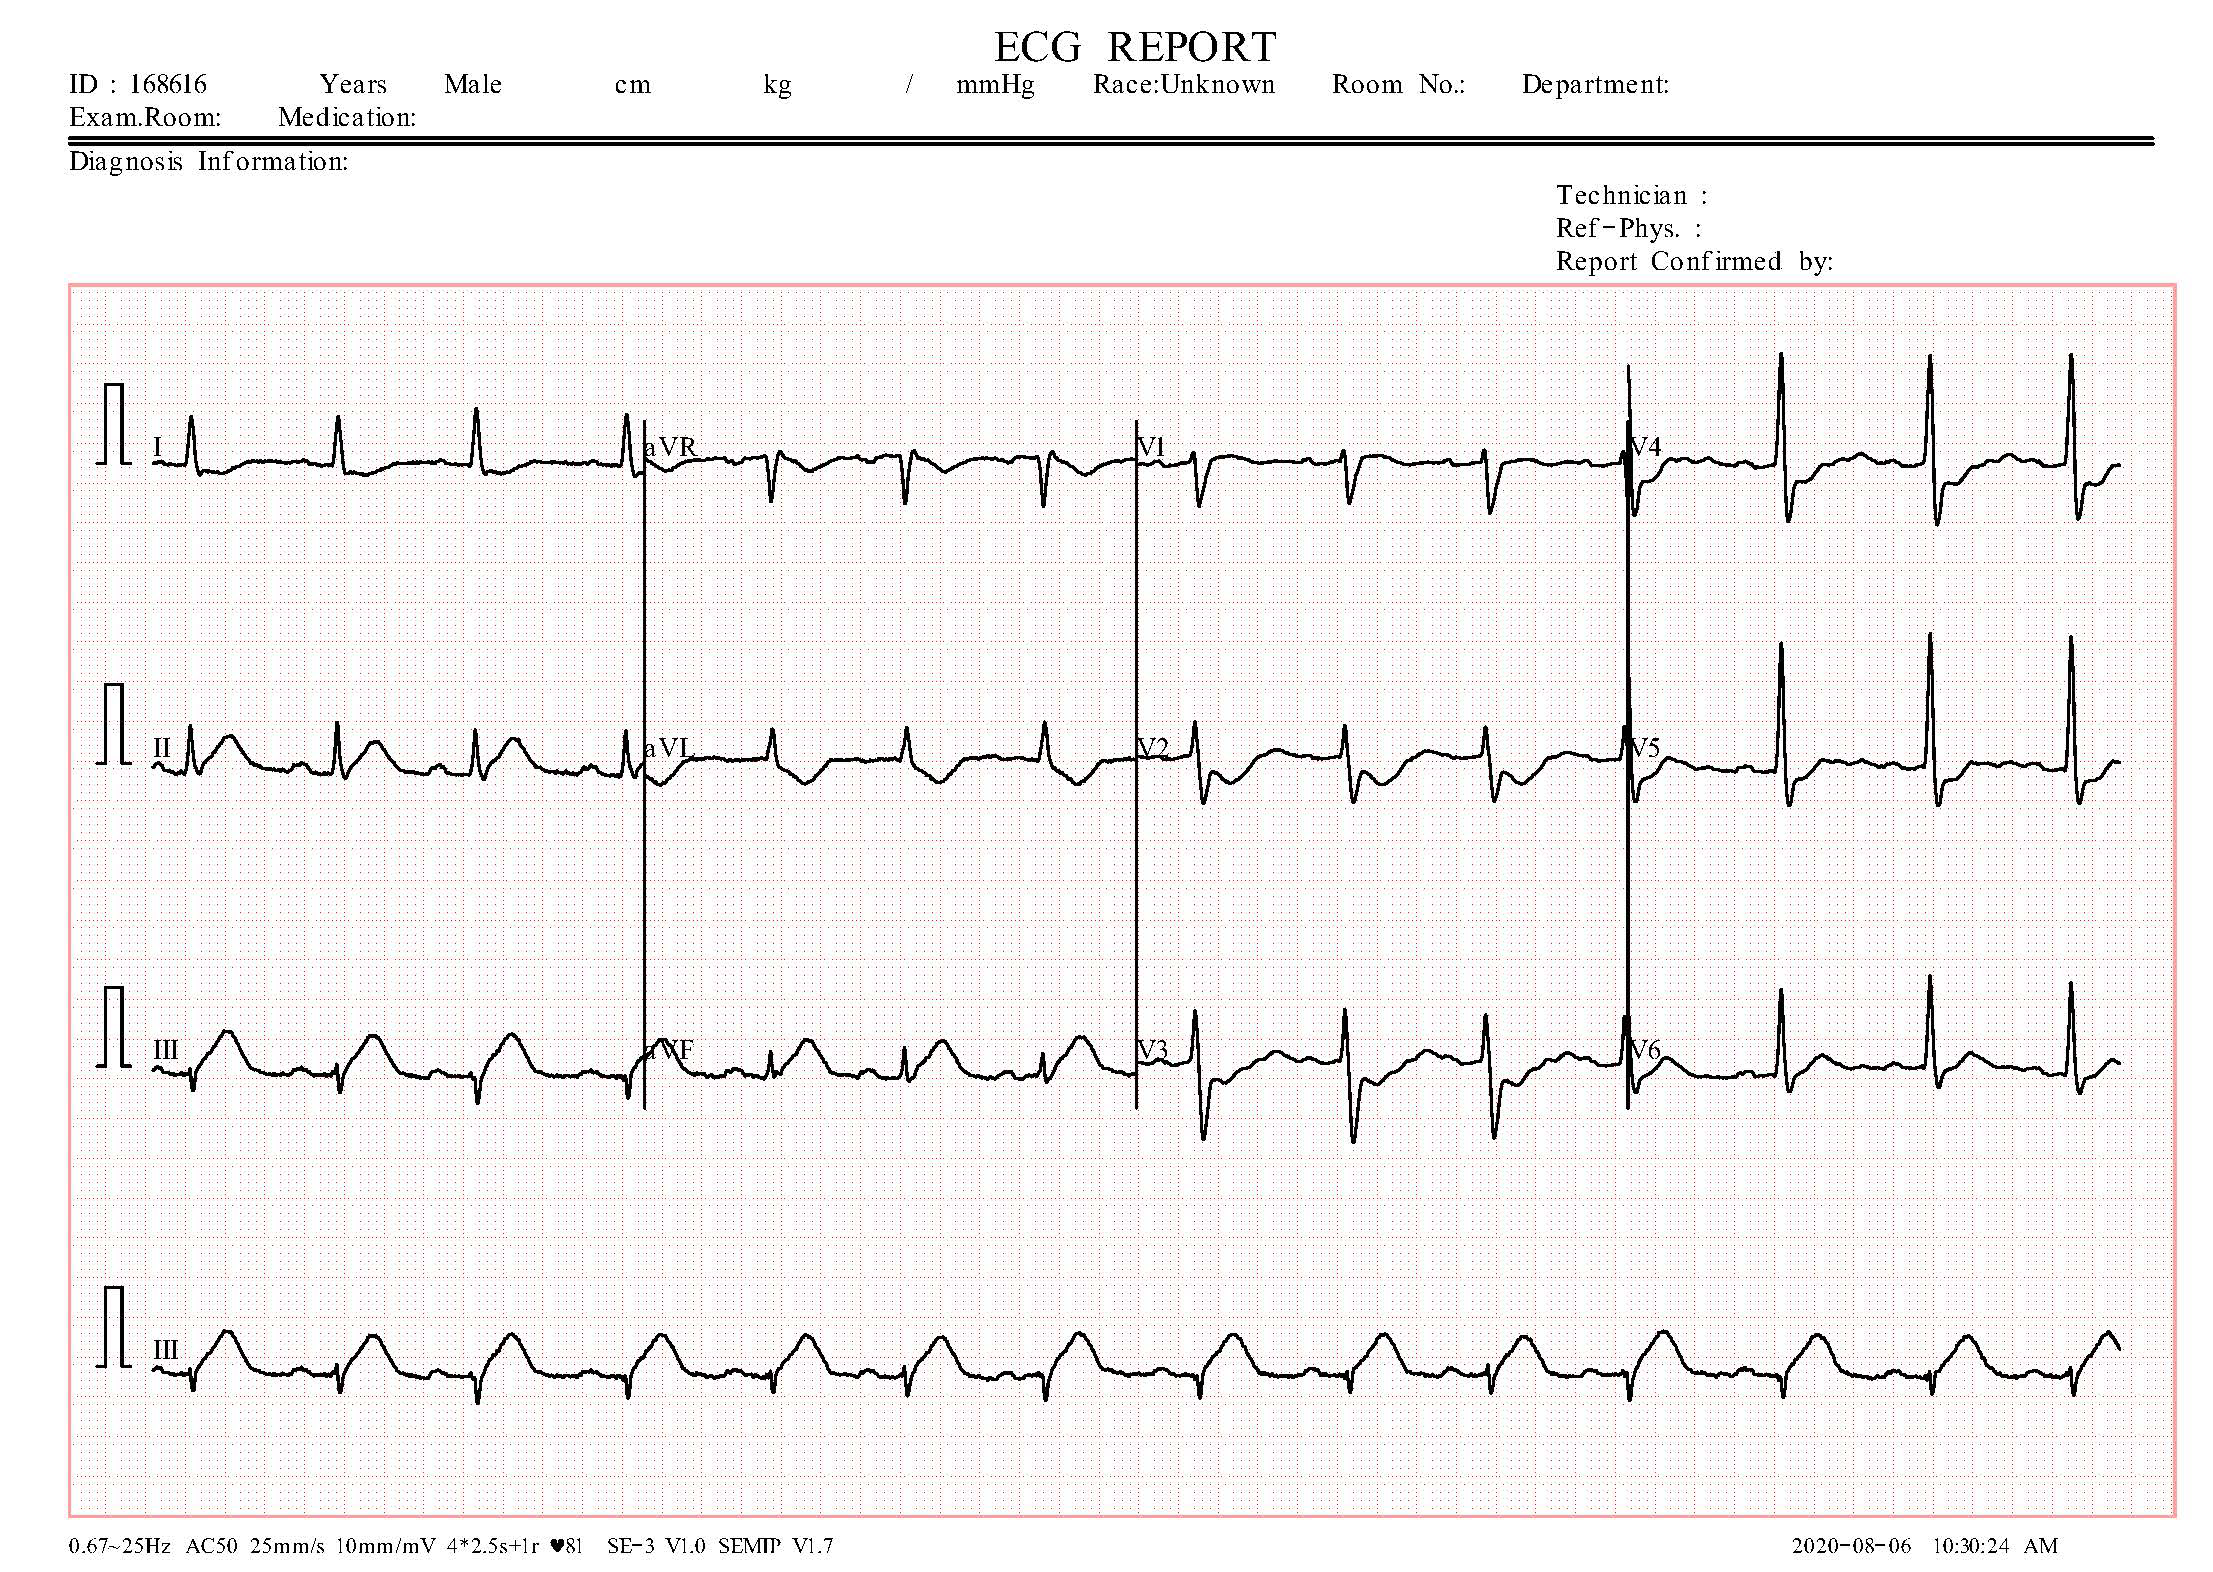 ECG REPORT
ID : 168616 Years Male cm kg / mmHg Race:Unknown Room No.: Department:
Exam.Room: Medication:
Diagnosis Information:
Technician :
Ref-Phys. :
Report Confirmed by:
I aVR V1 V4
II aVL V2 V5
III aVF V3 V6
III
0.67~25Hz AC50 25mm/s 10mm/mV 4*2.5s+1r ♥81 SE-3 V1.0 SEMIP V1.7 2020-08-06 10:30:24 AM